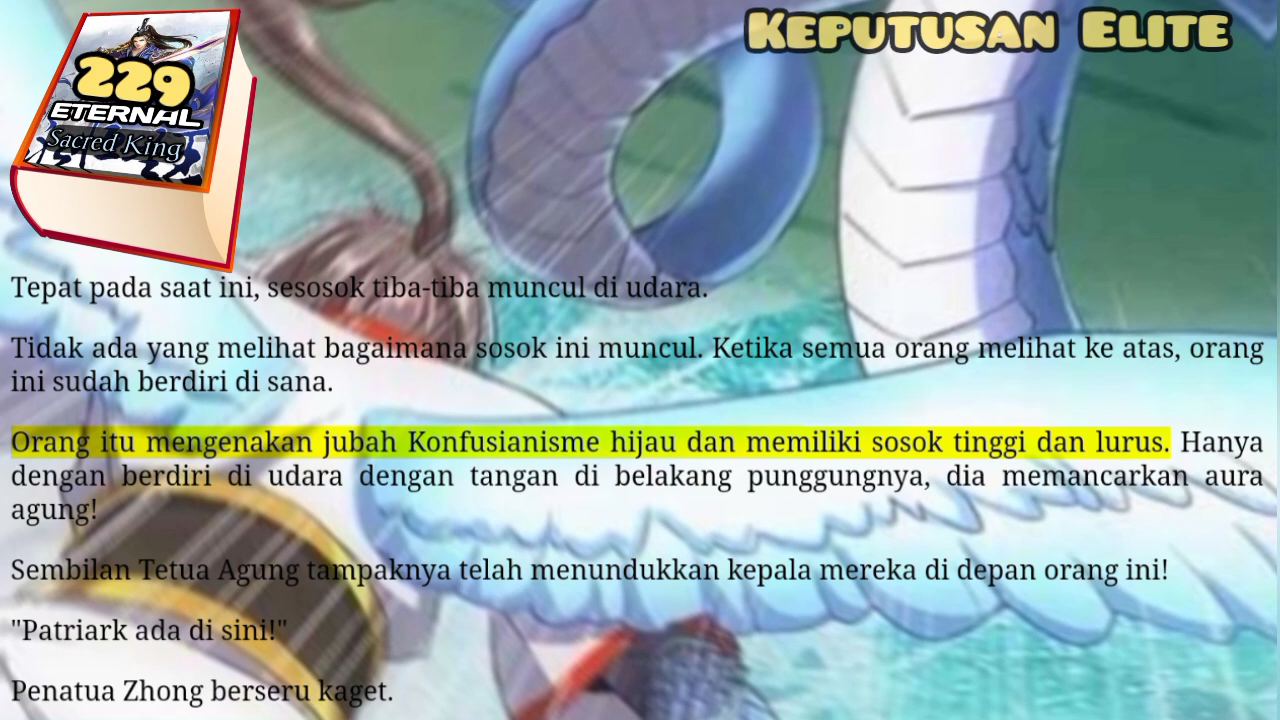 Keputusan Elite
229
ETERNAL
Sacred King
Tepat pada saat ini, sesosok tiba-tiba muncul di udara.
Tidak ada yang melihat bagaimana sosok ini muncul. Ketika semua orang melihat ke atas, orang
ini sudah berdiri di sana.
Orang itu mengenakan jubah Konfusianisme hijau dan memiliki sosok tinggi dan lurus. Hanya
dengan berdiri di udara dengan tangan di belakang punggungnya, dia memancarkan aura
agung!
Sembilan Tetua Agung tampaknya telah menundukkan kepala mereka di depan orang ini!
"Patriark ada di sini!"
Penatua Zhong berseru kaget.